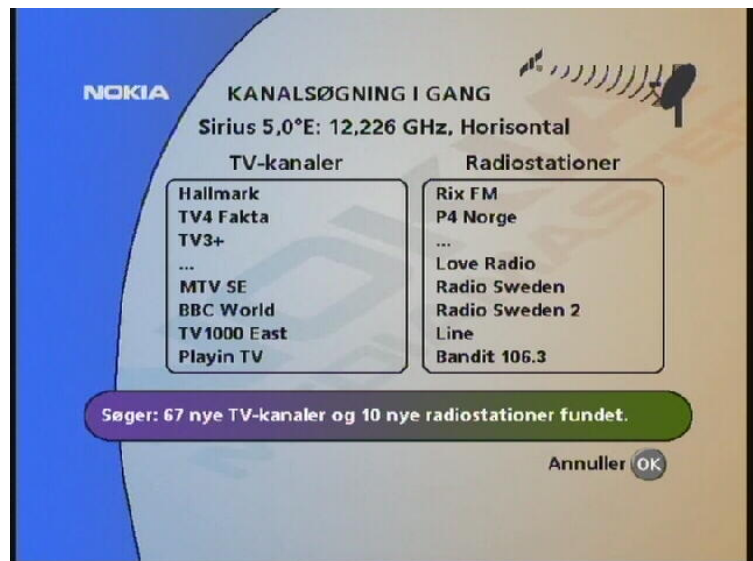 NOKIA
KANALSØGNING I GANG
Sirius 5,0°E: 12,226 GHz, Horisontal
TV-kanaler
Hallmark
TV4 Fakta
TV3+
...
MTV SE
BBC World
TV1000 East
Playin TV
Radiostationer
Rix FM
P4 Norge
...
Love Radio
Radio Sweden
Radio Sweden 2
Line
Bandit 106.3
Søger: 67 nye TV-kanaler og 10 nye radiostationer fundet.
Annuller OK
NOKIA
MEDIAMASTER